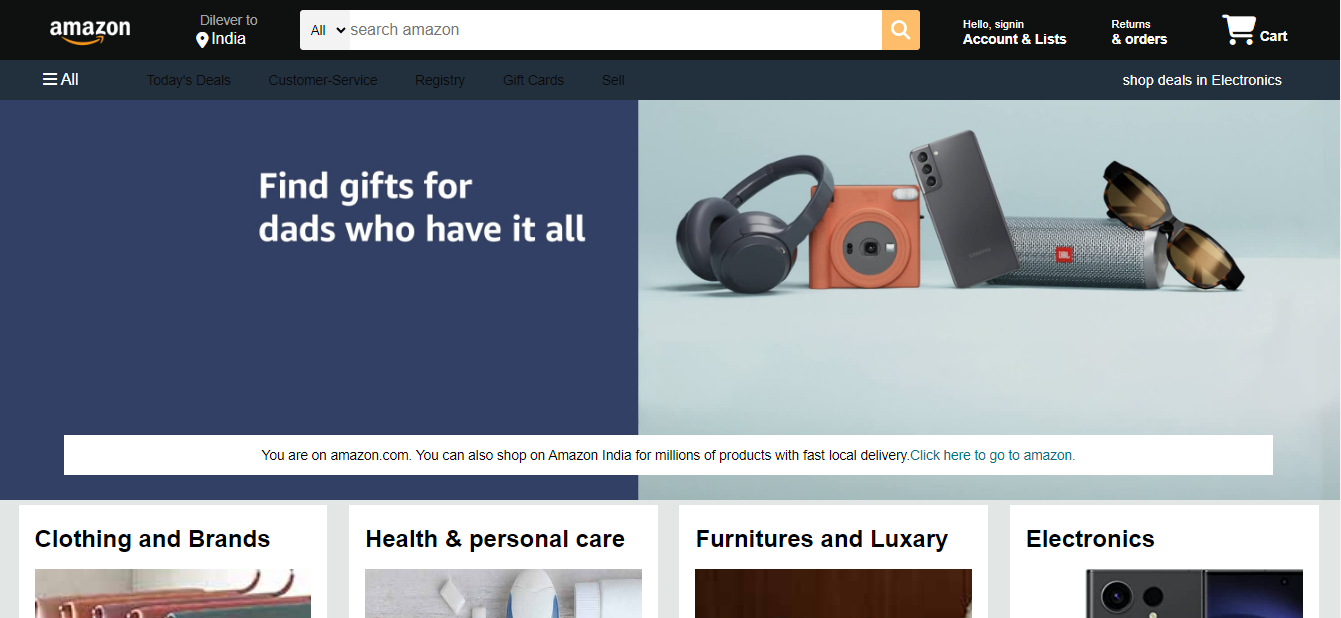 amazon
Dilever to
India
All
search amazon
Hello, signin
Account & Lists
Returns
& orders
Cart
All
Today's Deals
Customer-Service
Registry
Gift Cards
Sell
shop deals in Electronics
Find gifts for
dads who have it all
SAMSUNG
JBL
You are on amazon.com. You can also shop on Amazon India for millions of products with fast local delivery.Click here to go to amazon.
Clothing and Brands
Health & personal care
Furnitures and Luxary
Electronics